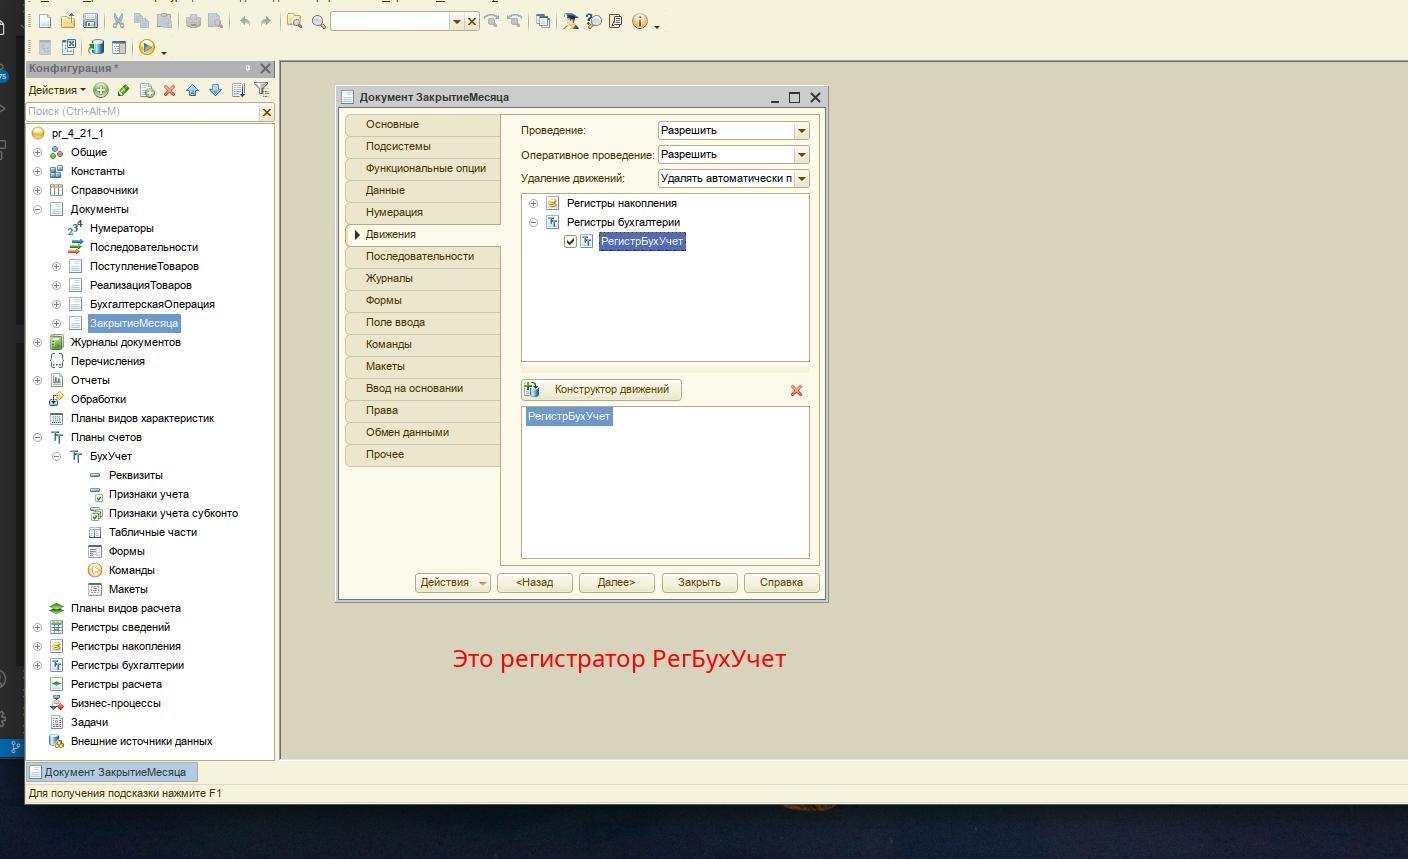 Конфигурация *
Действия
Поиск (Ctrl+Alt+M)
pr_4_21_1
Общие
Константы
Справочники
Документы
Нумераторы
Последовательности
ПоступлениеТоваров
РеализацияТоваров
БухгалтерскаяОперация
ЗакрытиеМесяца
Журналы документов
Перечисления
Отчеты
Обработки
Планы видов характеристик
Планы счетов
БухУчет
Реквизиты
Признаки учета
Признаки учета субконто
Табличные части
Формы
Команды
Макеты
Планы видов расчета
Регистры сведений
Регистры накопления
Регистры бухгалтерии
Регистры расчета
Бизнес-процессы
Задачи
Внешние источники данных
Документ ЗакрытиеМесяца
Основные
Подсистемы
Функциональные опции
Данные
Нумерация
Движения
Последовательности
Журналы
Формы
Поле ввода
Команды
Макеты
Ввод на основании
Права
Обмен данными
Прочее
Проведение: Разрешить
Оперативное проведение: Разрешить
Удаление движений: Удалять автоматически п
Регистры накопления
Регистры бухгалтерии
РегистрБухУчет
Конструктор движений
РегистрБухУчет
Действия <Назад Далее> Закрыть Справка
Это регистратор РегБухУчет
Документ ЗакрытиеМесяца
Для получения подсказки нажмите F1